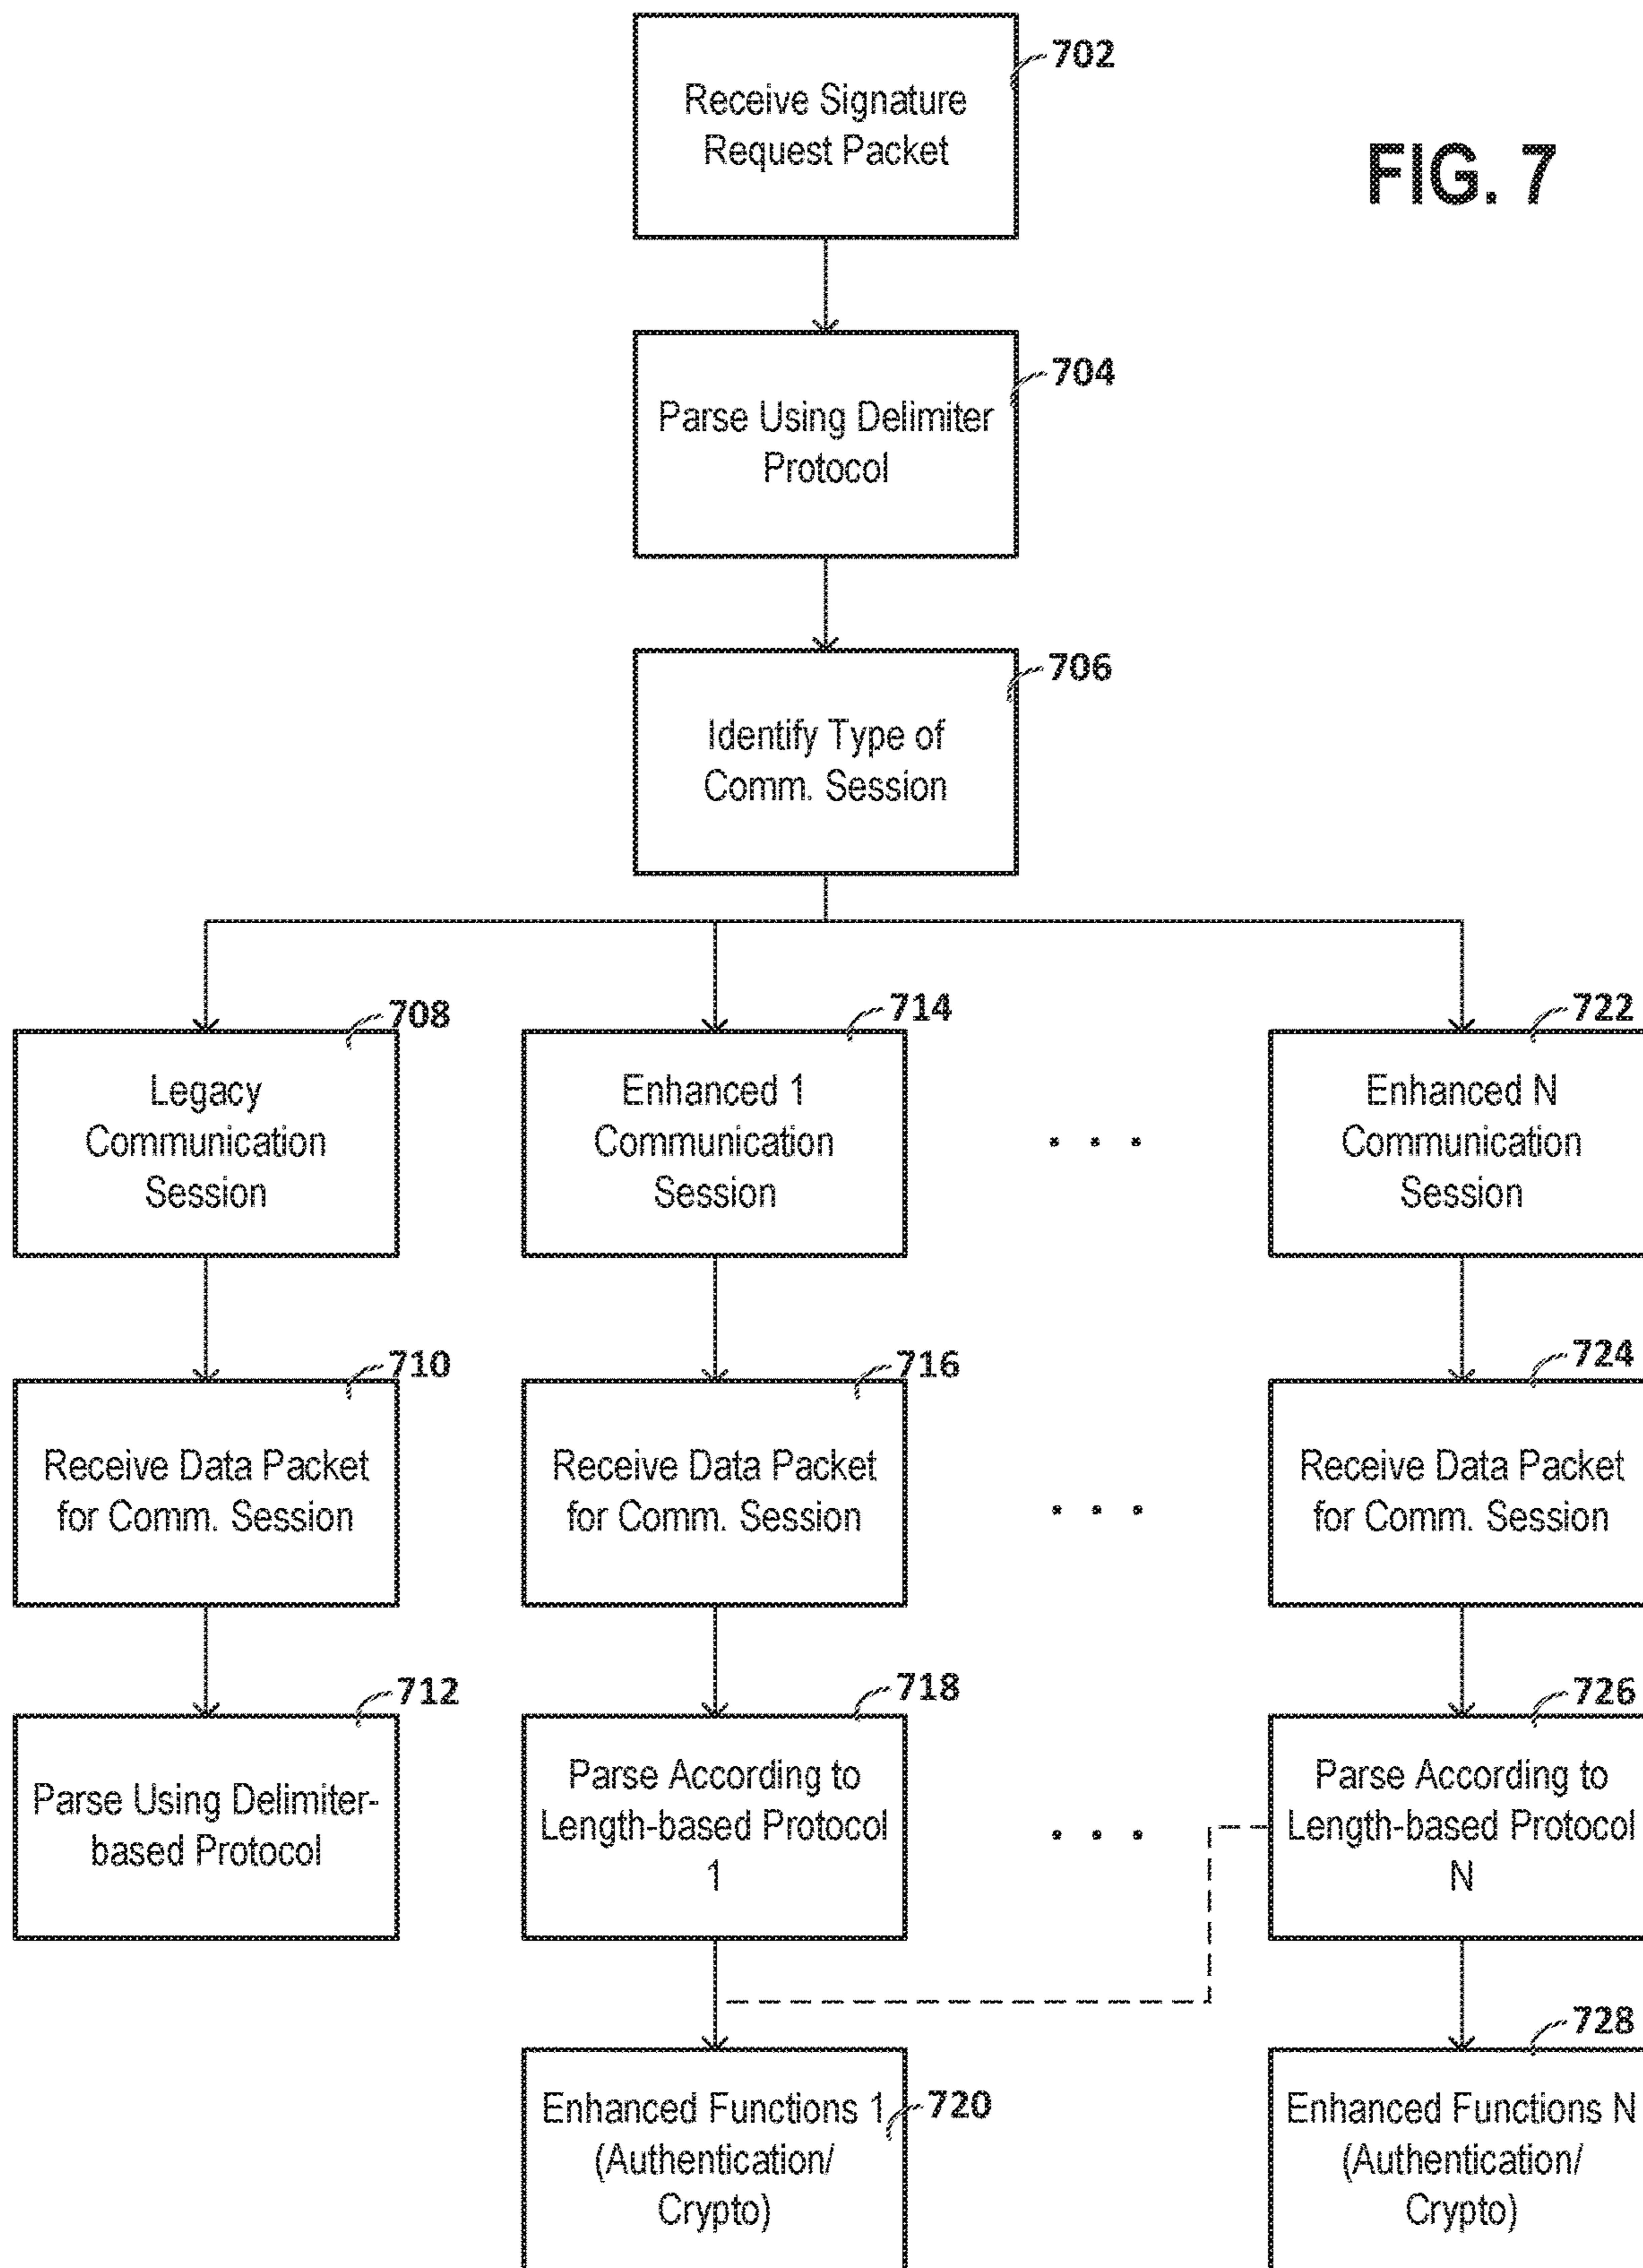 702
Receive Signature
Request Packet
FIG. 7
704
Parse Using Delimiter
Protocol
706
Identify Type of
Comm. Session
708
Legacy
Communication
Session
714
Enhanced 1
Communication
Session
. . .
722
Enhanced N
Communication
Session
710
Receive Data Packet
for Comm. Session
716
Receive Data Packet
for Comm. Session
. . .
724
Receive Data Packet
for Comm. Session
712
Parse Using Delimiter-
based Protocol
718
Parse According to
Length-based Protocol
1
. . .
726
Parse According to
Length-based Protocol
N
720
Enhanced Functions 1
(Authentication/
Crypto)
728
Enhanced Functions N
(Authentication/
Crypto)